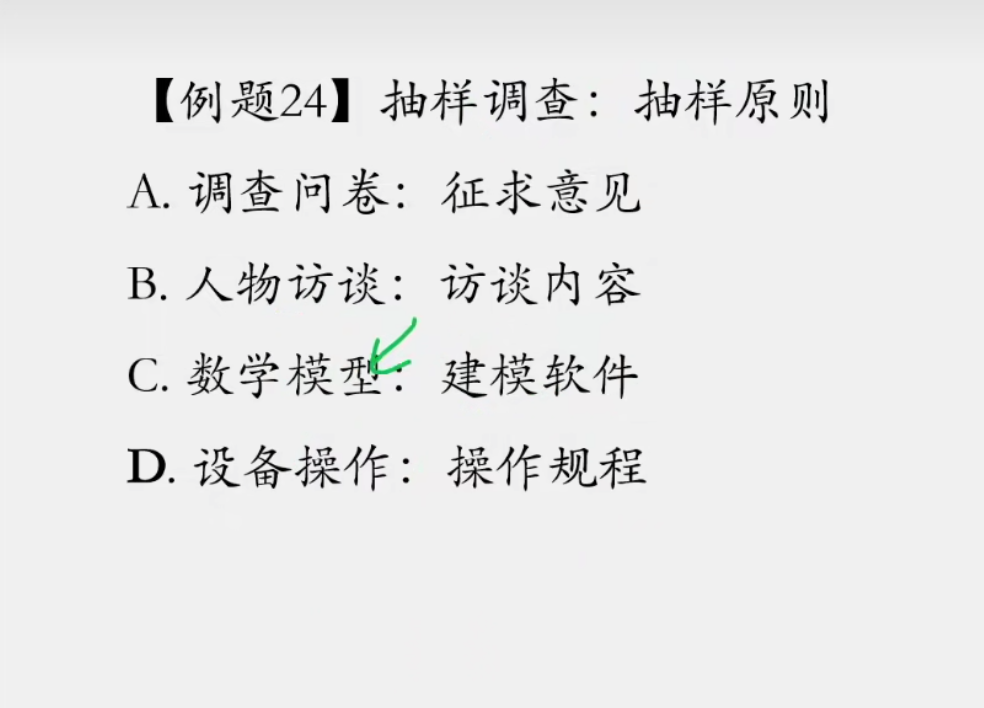 【例题24】抽样调查：抽样原则
A. 调查问卷：征求意见
B. 人物访谈：访谈内容
C. 数学模型：建模软件
D. 设备操作：操作规程